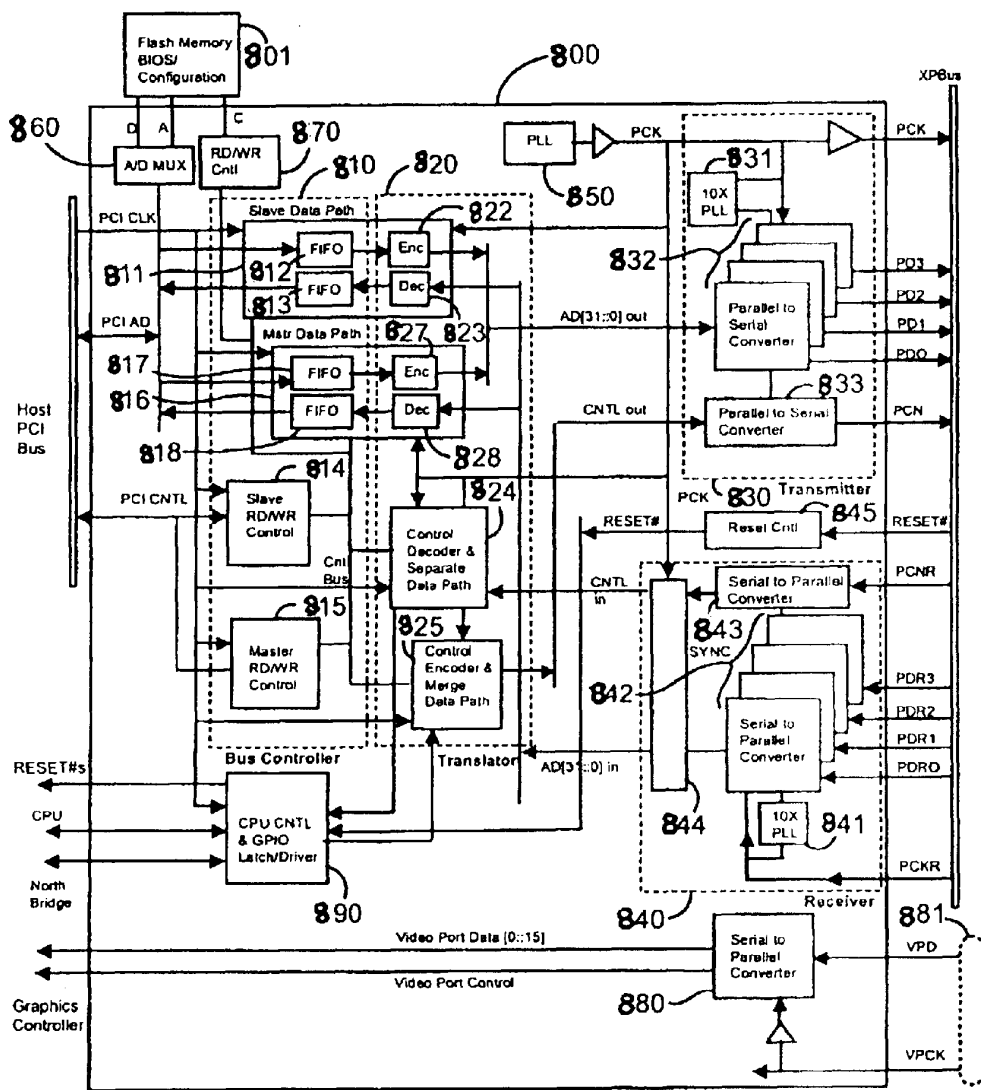 Flash Memory
BIOS/
Configuration
801
800
XPBus
D
A
C
860
A/D MUX
RD/WR
Cntl
870
810
820
PLL
850
PCK
PCK
831
10X
PLL
PCI CLK
Slave Data Path
822
811
812
FIFO
Enc
813
FIFO
Dec
823
832
PD3
PD2
PD1
PD0
AD[31::0] out
Parallel to
Serial
Converter
PCI AD
Mstr Data Path
827
817
FIFO
Enc
816
FIFO
Dec
818
828
833
CNTL out
Parallel to Serial
Converter
PCN
Host
PCI
Bus
814
824
PCK
830
Transmitter
845
PCI CNTL
Slave
RD/WR
Control
RESET#
Reset Cntl
RESET#
Control
Decoder &
Separate
Data Path
Cntl
Bus
CNTL
in
Serial to Parallel
Converter
PCNR
843
815
825
Master
RD/WR
Control
Control
Encoder &
Merge
Data Path
SYNC
842
PDR3
PDR2
PDR1
PDR0
Serial to
Parallel
Converter
Bus Controller
Translator
AD[31::0] in
RESET#s
CPU
CPU CNTL
& GPIO
Latch/Driver
844
10X
PLL
841
PCKR
North
Bridge
890
840
Receiver
881
Video Port Data [0::15]
Serial to
Parallel
Converter
VPD
Video Port Control
880
Graphics
Controller
VPCK